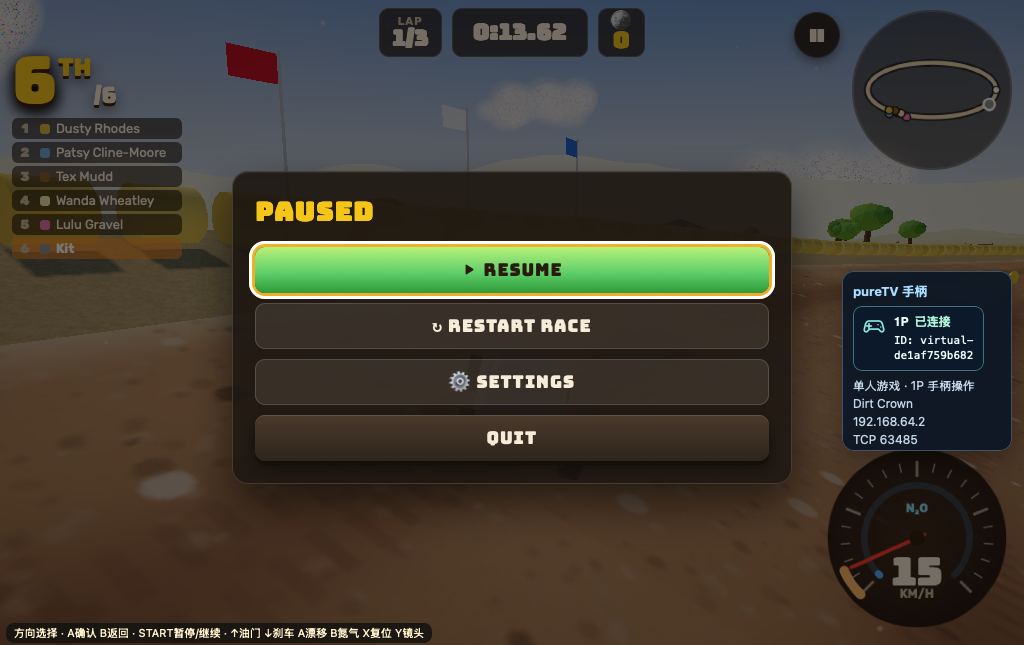 LAP
1/3
0:13.62
0
6TH
/6
1 Dusty Rhodes
2 Patsy Cline-Moore
3 Tex Mudd
4 Wanda Wheatley
5 Lulu Gravel
6 Kit
PAUSED
▶ RESUME
↻ RESTART RACE
⚙ SETTINGS
QUIT
pureTV 手柄
1P 已连接
ID: virtual-
de1af759b682
单人游戏 · 1P 手柄操作
Dirt Crown
192.168.64.2
TCP 63485
N₂O
15
KM/H
方向选择 · A确认 B返回 · START暂停/继续 · ↑油门 ↓刹车 A漂移 B氮气 X复位 Y镜头